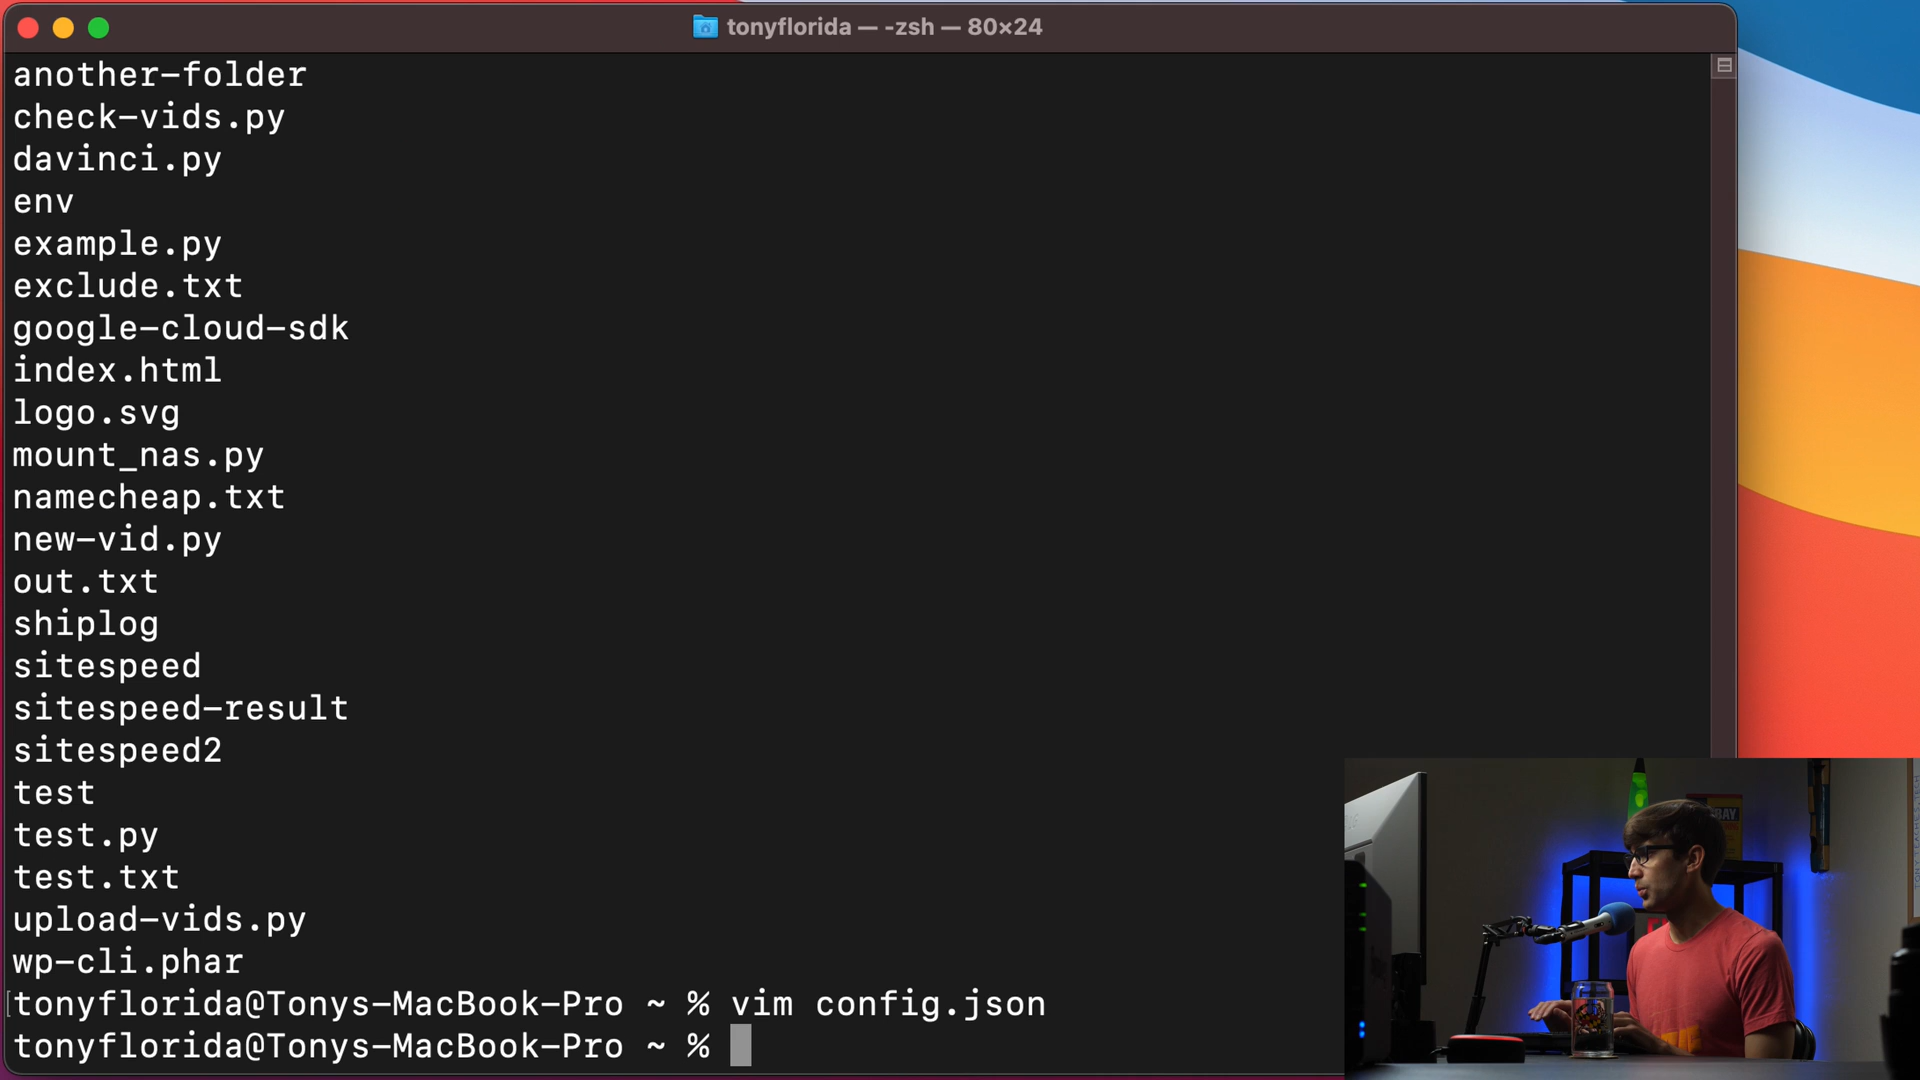 tonyflorida — -zsh — 80×24
another-folder
check-vids.py
davinci.py
env
example.py
exclude.txt
google-cloud-sdk
index.html
logo.svg
mount_nas.py
namecheap.txt
new-vid.py
out.txt
shiplog
sitespeed
sitespeed-result
sitespeed2
test
test.py
test.txt
upload-vids.py
wp-cli.phar
[tonyflorida@Tonys-MacBook-Pro ~ % vim config.json
tonyflorida@Tonys-MacBook-Pro ~ %